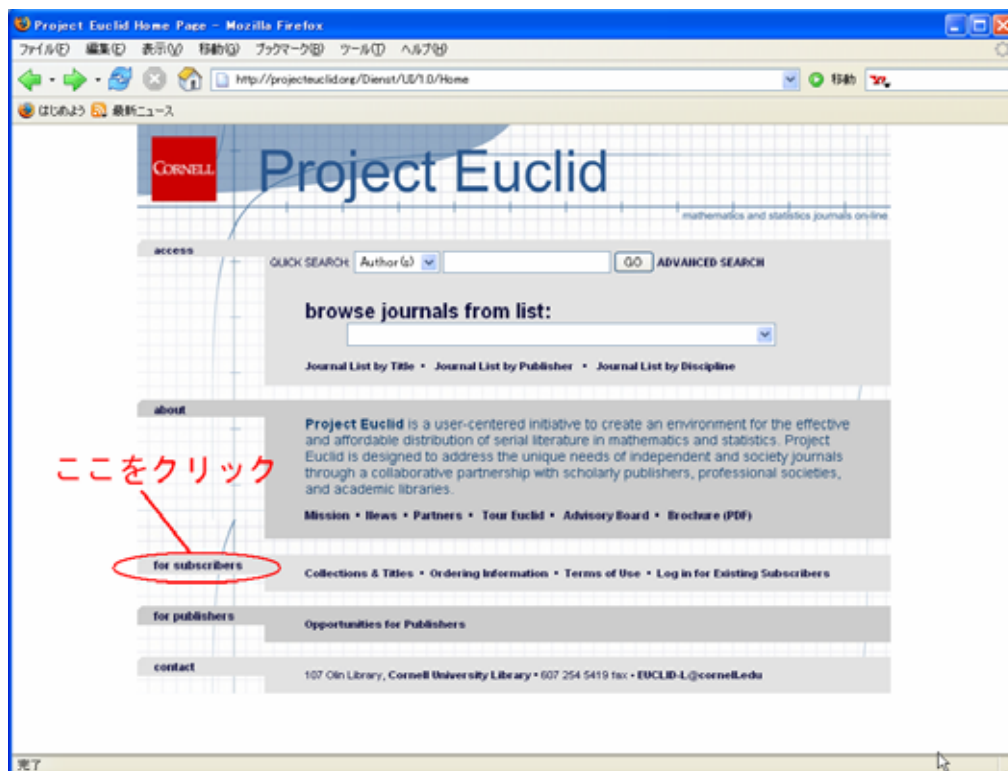 Project Euclid Home Page - Mozilla Firefox
ファイル(F) 編集(E) 表示(V) 移動(G) ブックマーク(B) ツール(T) ヘルプ(H)
http://projecteuclid.org/Dienst/UI/1.0/Home 移動
はじめよう 最新ニュース
CORNELL
Project Euclid
mathematics and statistics journals on-line
access
QUICK SEARCH: Author(s) GO ADVANCED SEARCH
browse journals from list:
Journal List by Title • Journal List by Publisher • Journal List by Discipline
about
Project Euclid is a user-centered initiative to create an environment for the effective
and affordable distribution of serial literature in mathematics and statistics. Project
Euclid is designed to address the unique needs of independent and society journals
through a collaborative partnership with scholarly publishers, professional societies,
and academic libraries.
ここをクリック
Mission • News • Partners • Tour Euclid • Advisory Board • Brochure (PDF)
for subscribers
Collections & Titles • Ordering Information • Terms of Use • Log in for Existing Subscribers
for publishers
Opportunities for Publishers
contact
107 Olin Library, Cornell University Library • 607 254 5419 fax • EUCLID-L@cornell.edu
完了